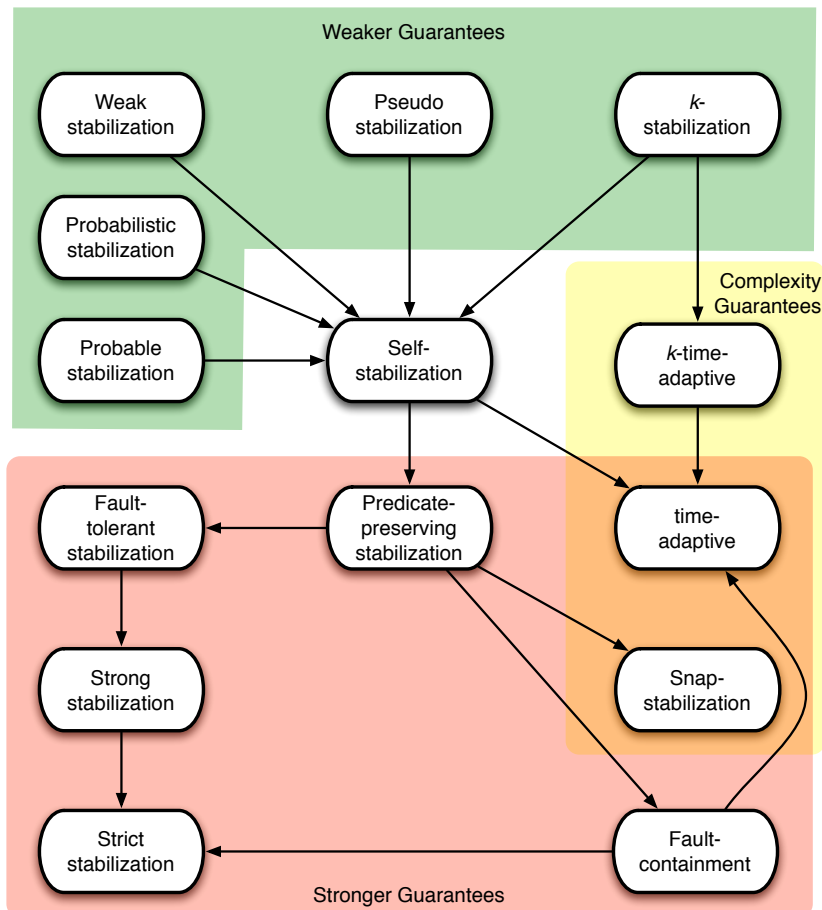 Weaker Guarantees
Weak
stabilization
Pseudo
stabilization
k-
stabilization
Probabilistic
stabilization
Complexity
Guarantees
Probable
stabilization
Self-
stabilization
k-time-
adaptive
Fault-
tolerant
stabilization
Predicate-
preserving
stabilization
time-
adaptive
Strong
stabilization
Snap-
stabilization
Strict
stabilization
Fault-
containment
Stronger Guarantees